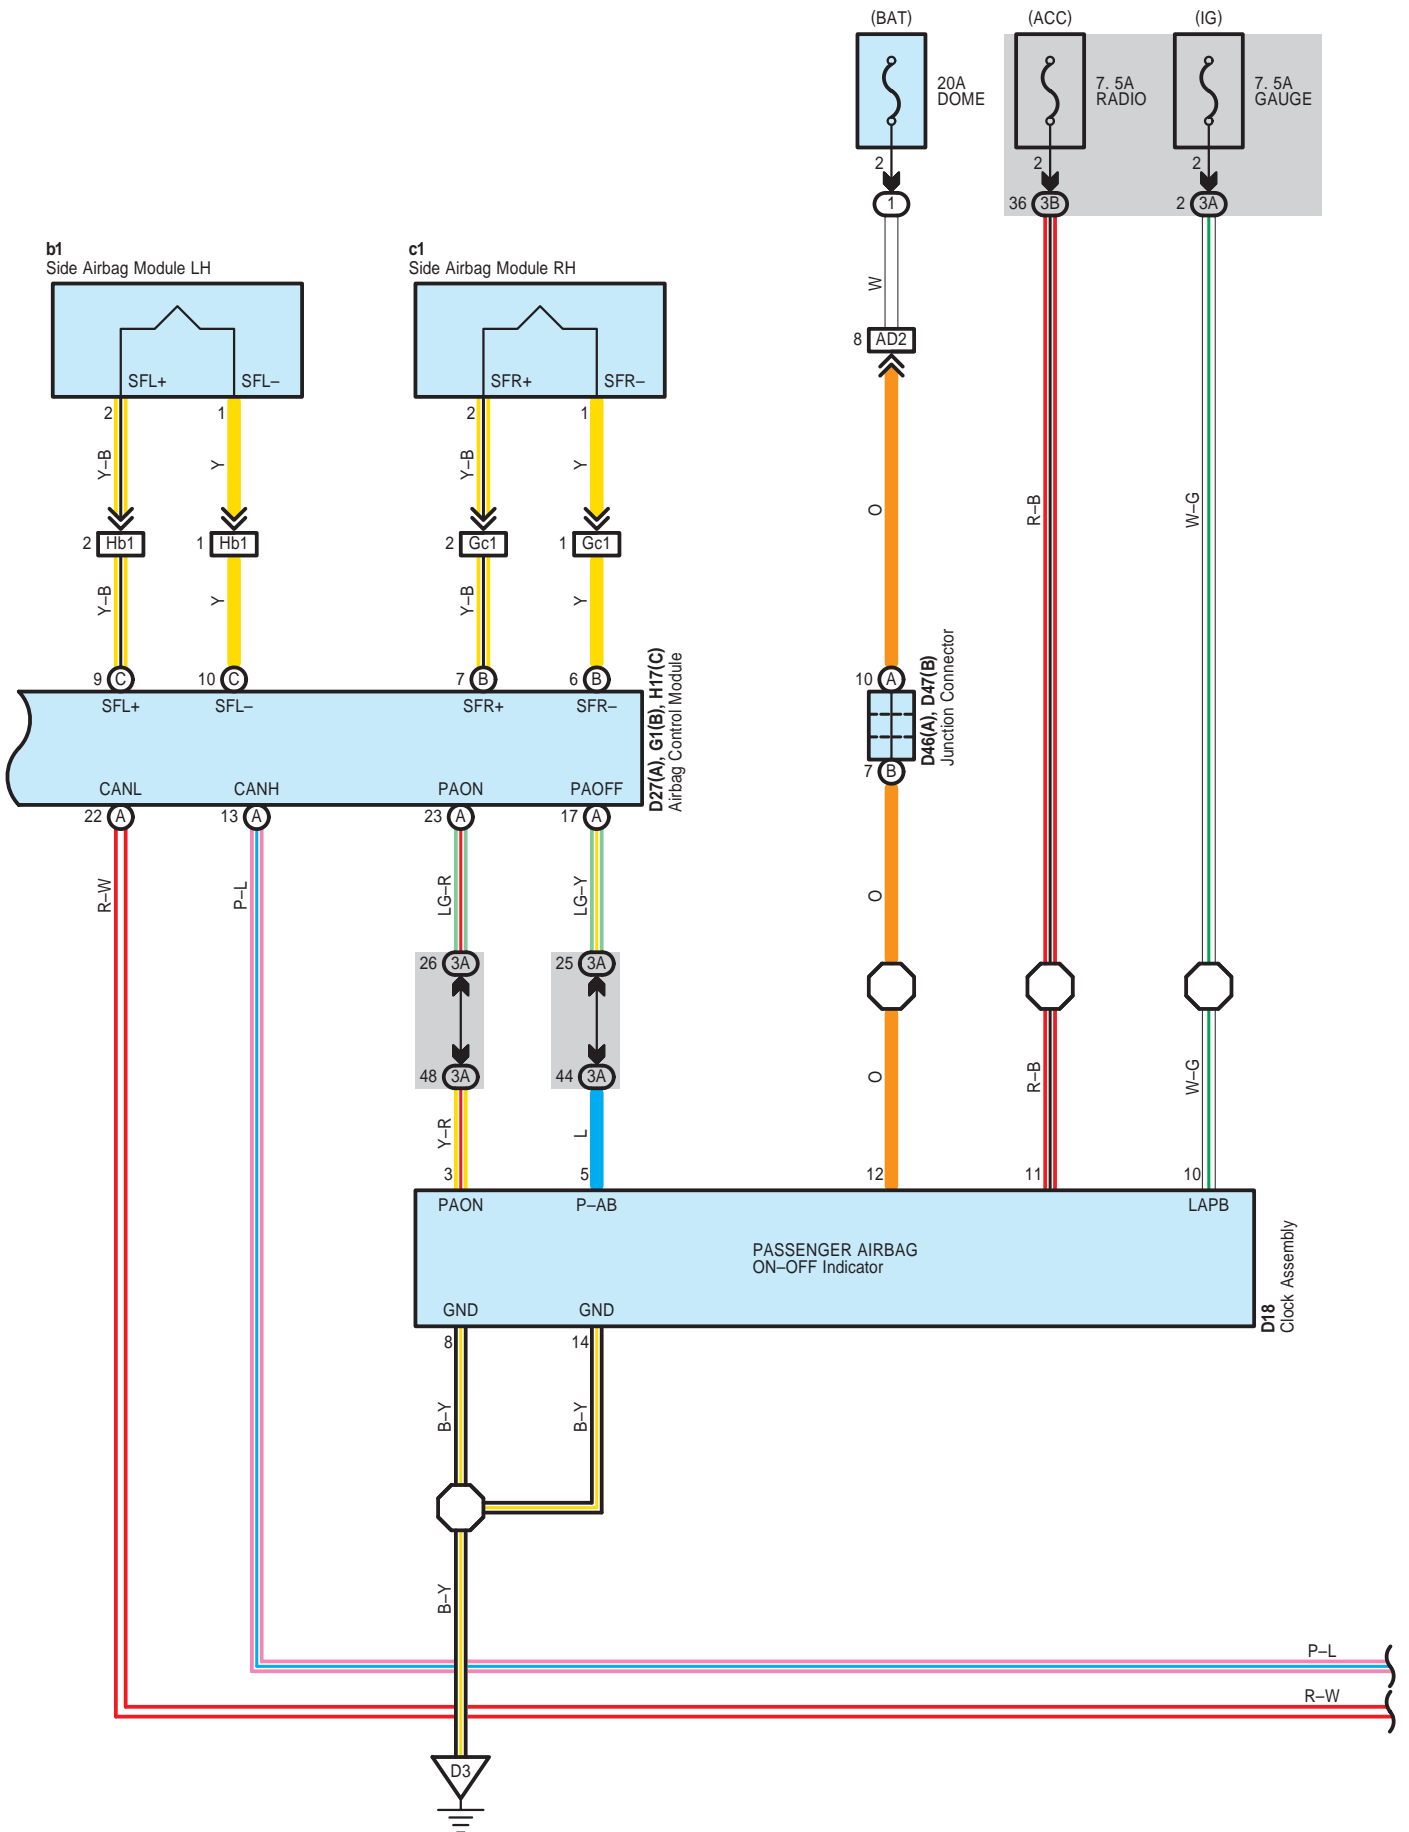 (BAT)
(ACC)
(IG)
20A
DOME
7. 5A
RADIO
7. 5A
GAUGE
2
2
2
1
36 3B
2 3A
b1
Side Airbag Module LH
c1
Side Airbag Module RH
W
8 AD2
SFL+
SFL–
SFR+
SFR–
2
1
2
1
Y–B
Y
Y–B
Y
O
R–B
W–G
2 Hb1
1 Hb1
2 Gc1
1 Gc1
Y–B
Y
Y–B
Y
9 C
10 C
7 B
6 B
10 A
SFL+
SFL–
SFR+
SFR–
D27(A), G1(B), H17(C)
Airbag Control Module
D46(A), D47(B)
Junction Connector
7 B
CANL
CANH
PAON
PAOFF
22 A
13 A
23 A
17 A
R–W
P–L
LG–R
LG–Y
O
26 3A
25 3A
48 3A
44 3A
O
R–B
W–G
Y–R
L
3
5
12
11
10
PAON
P–AB
LAPB
PASSENGER AIRBAG
ON–OFF Indicator
D18
Clock Assembly
GND
GND
8
14
B–Y
B–Y
B–Y
P–L
R–W
D3